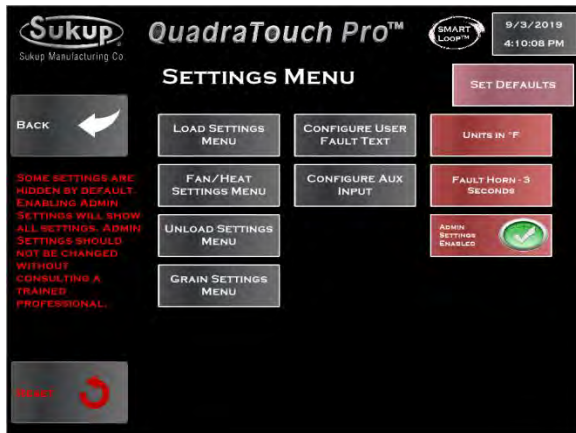 Sukup
Sukup Manufacturing Co
QuadraTouch Pro™
SMART
LOOP™
9/3/2019
4:10:08 PM
SETTINGS MENU
SET DEFAULTS
BACK
LOAD SETTINGS
MENU
CONFIGURE USER
FAULT TEXT
UNITS IN °F
SOME SETTINGS ARE
HIDDEN BY DEFAULT.
ENABLING ADMIN
SETTINGS WILL SHOW
ALL SETTINGS. ADMIN
SETTINGS SHOULD
NOT BE CHANGED
WITHOUT
CONSULTING A
TRAINED
PROFESSIONAL.
FAN/HEAT
SETTINGS MENU
CONFIGURE AUX
INPUT
FAULT HORN - 3
SECONDS
UNLOAD SETTINGS
MENU
ADMIN
SETTINGS
ENABLED
GRAIN SETTINGS
MENU
RESET